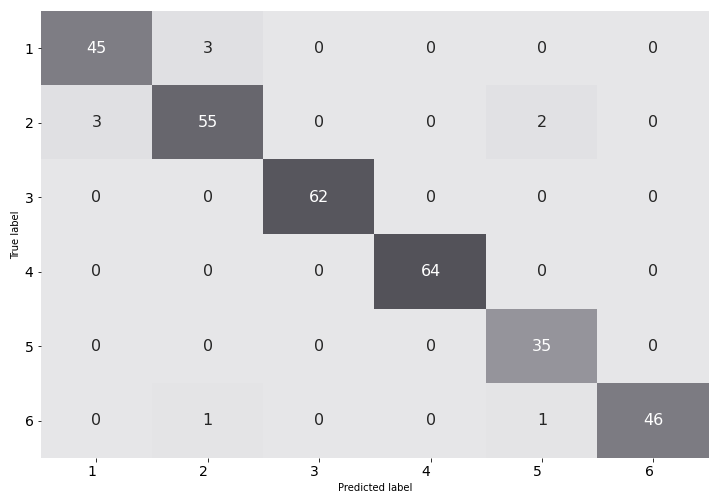 1 45 3 0 0 0 0
2 3 55 0 0 2 0
3 0 0 62 0 0 0
True label
4 0 0 0 64 0 0
5 0 0 0 0 35 0
6 0 1 0 0 1 46
1 2 3 4 5 6
Predicted label